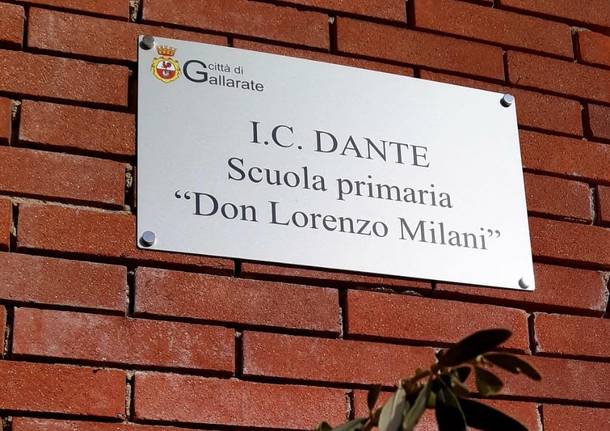 città di
Gallarate
I.C. DANTE
Scuola primaria
“Don Lorenzo Milani”